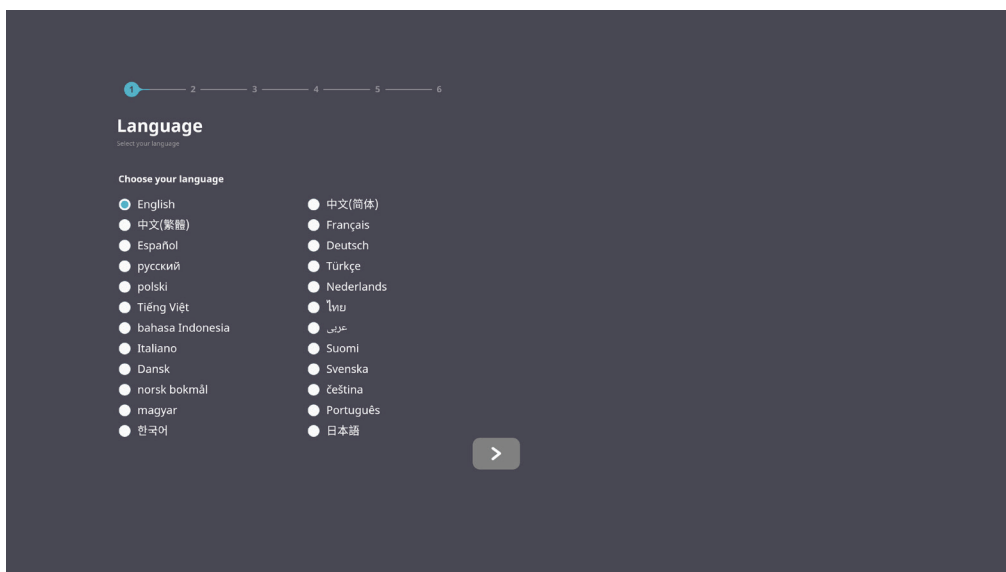 1 2 3 4 5 6
Language
Select your language
Choose your language
English 中文(简体)
中文(繁體) Français
Español Deutsch
русский Türkçe
polski Nederlands
Tiếng Việt ไทย
bahasa Indonesia عربى
Italiano Suomi
Dansk Svenska
norsk bokmål čeština
magyar Português
한국어 日本語